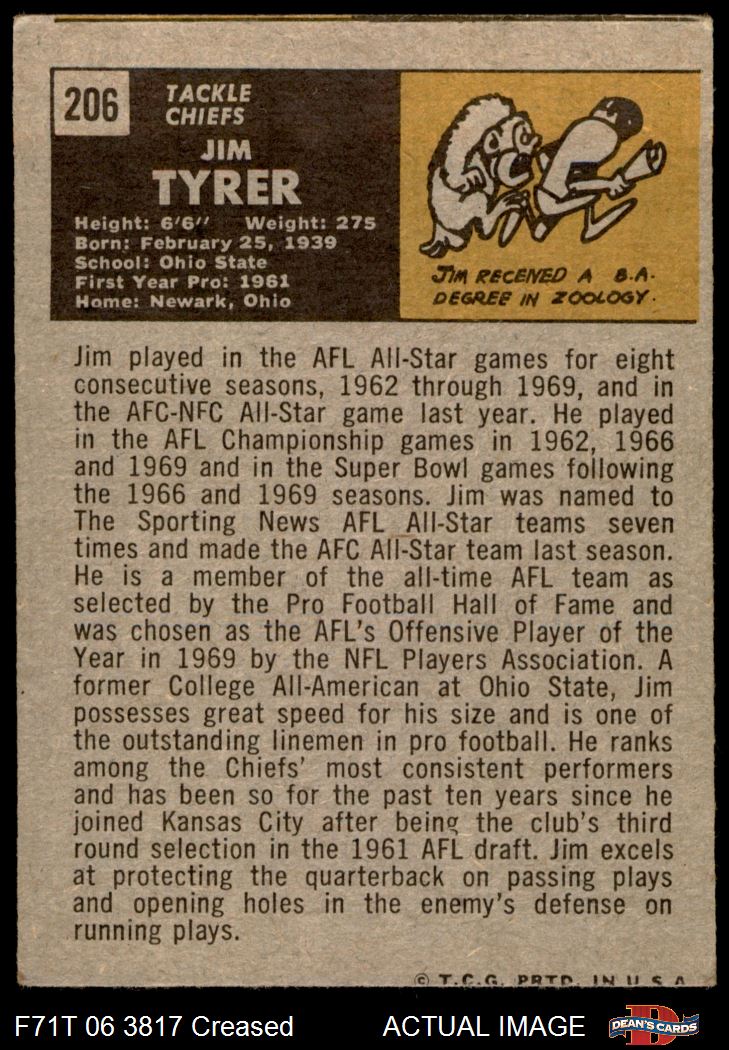 206
TACKLE
CHIEFS
JIM
TYRER
Height: 6'6" Weight: 275
Born: February 25, 1939
School: Ohio State
First Year Pro: 1961
Home: Newark, Ohio
JIM RECEIVED A B.A.
DEGREE IN ZOOLOGY.
Jim played in the AFL All-Star games for eight
consecutive seasons, 1962 through 1969, and in
the AFC-NFC All-Star game last year. He played
in the AFL Championship games in 1962, 1966
and 1969 and in the Super Bowl games following
the 1966 and 1969 seasons. Jim was named to
The Sporting News AFL All-Star teams seven
times and made the AFC All-Star team last season.
He is a member of the all-time AFL team as
selected by the Pro Football Hall of Fame and
was chosen as the AFL's Offensive Player of the
Year in 1969 by the NFL Players Association. A
former College All-American at Ohio State, Jim
possesses great speed for his size and is one of
the outstanding linemen in pro football. He ranks
among the Chiefs' most consistent performers
and has been so for the past ten years since he
joined Kansas City after being the club's third
round selection in the 1961 AFL draft. Jim excels
at protecting the quarterback on passing plays
and opening holes in the enemy's defense on
running plays.
© T.C.G. PRTD. IN U.S.A
F71T 06 3817 Creased ACTUAL IMAGE D DEAN'S CARDS